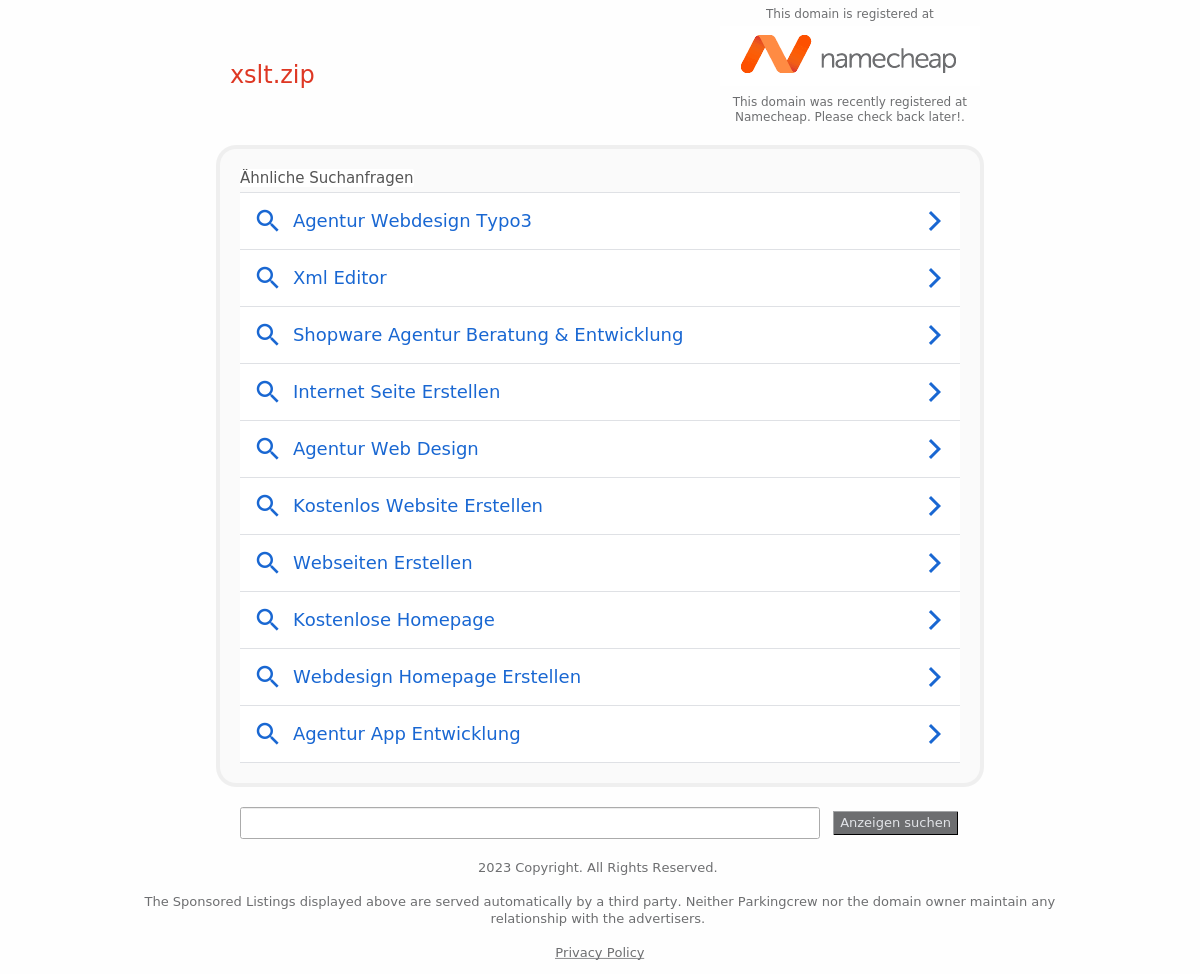 This domain is registered at
namecheap
xslt.zip
This domain was recently registered at
Namecheap. Please check back later!.
Ähnliche Suchanfragen
Agentur Webdesign Typo3
Xml Editor
Shopware Agentur Beratung & Entwicklung
Internet Seite Erstellen
Agentur Web Design
Kostenlos Website Erstellen
Webseiten Erstellen
Kostenlose Homepage
Webdesign Homepage Erstellen
Agentur App Entwicklung
Anzeigen suchen
2023 Copyright. All Rights Reserved.
The Sponsored Listings displayed above are served automatically by a third party. Neither Parkingcrew nor the domain owner maintain any
relationship with the advertisers.
Privacy Policy